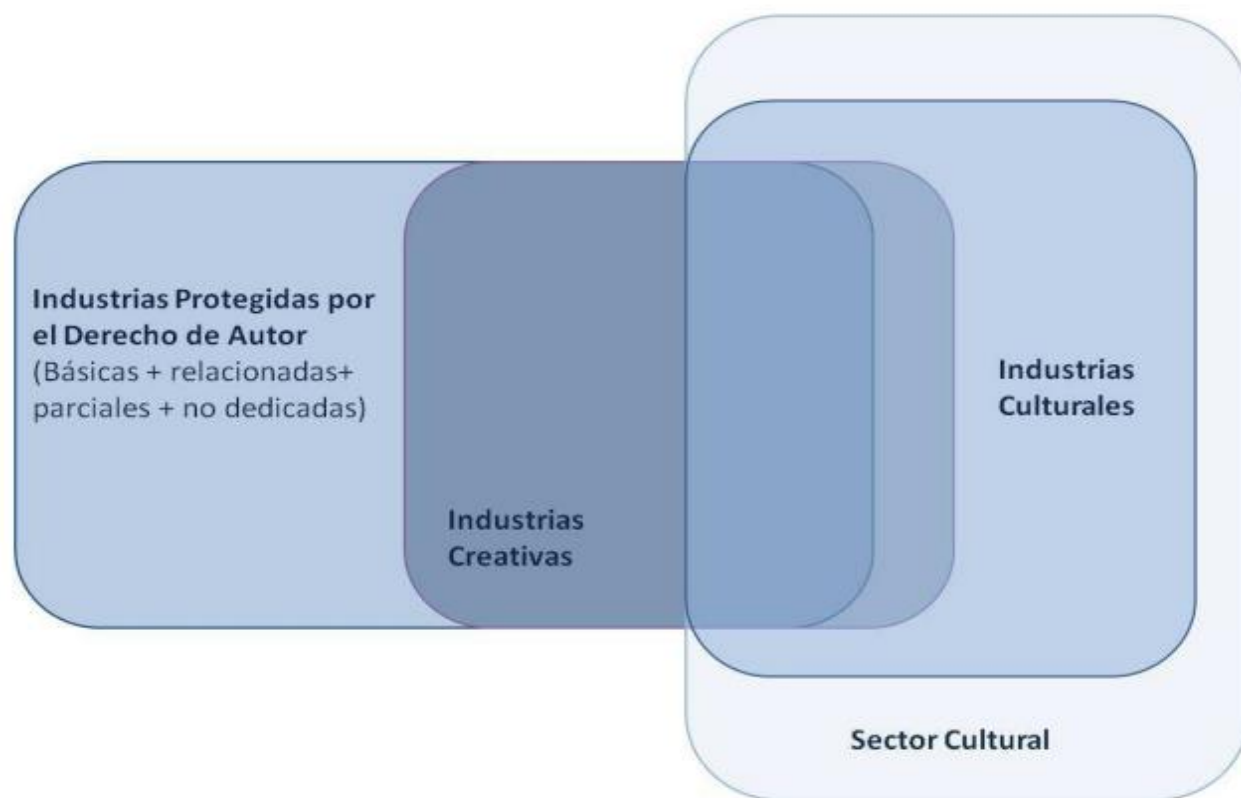 Industrias Protegidas por
el Derecho de Autor
(Básicas + relacionadas+
parciales + no dedicadas)
Industrias
Creativas
Industrias
Culturales
Sector Cultural